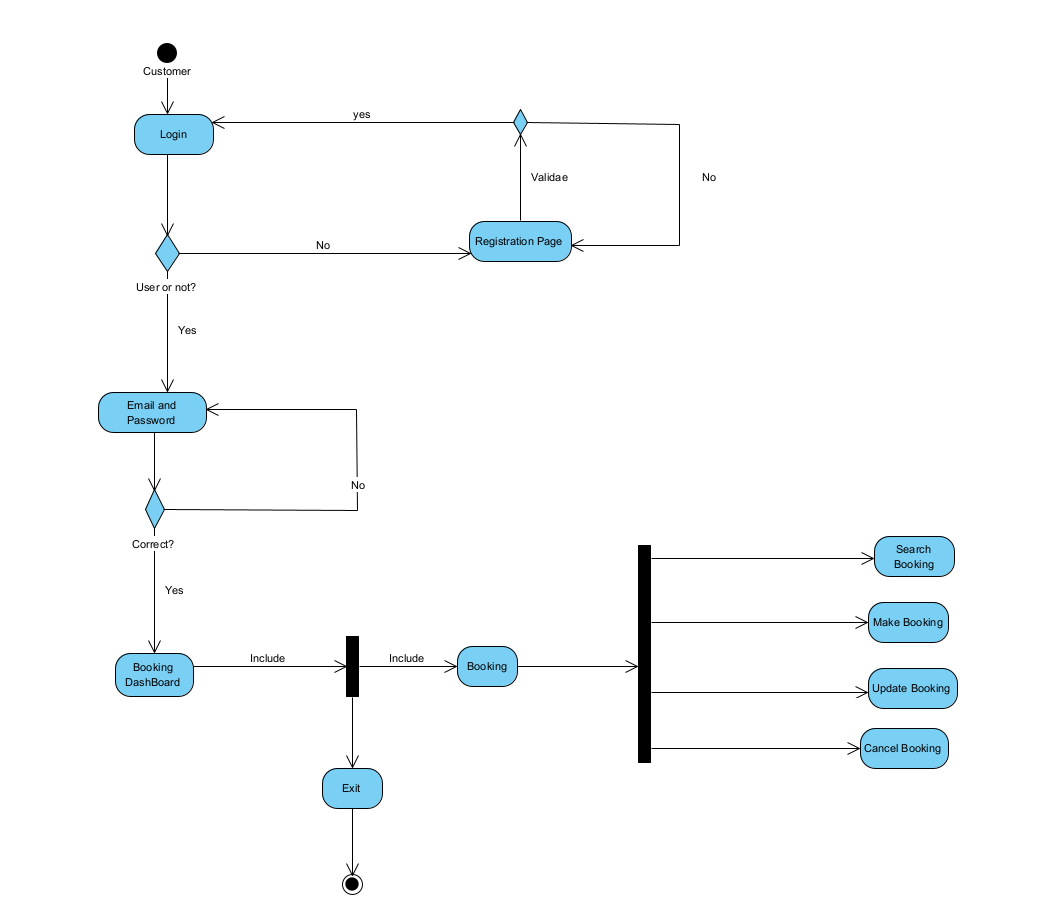 Customer
yes
Login
Validae
No
Registration Page
No
User or not?
Yes
Email and
Password
No
Correct?
Yes
Search
Booking
Make Booking
Include
Include
Booking
Booking
DashBoard
Update Booking
Cancel Booking
Exit